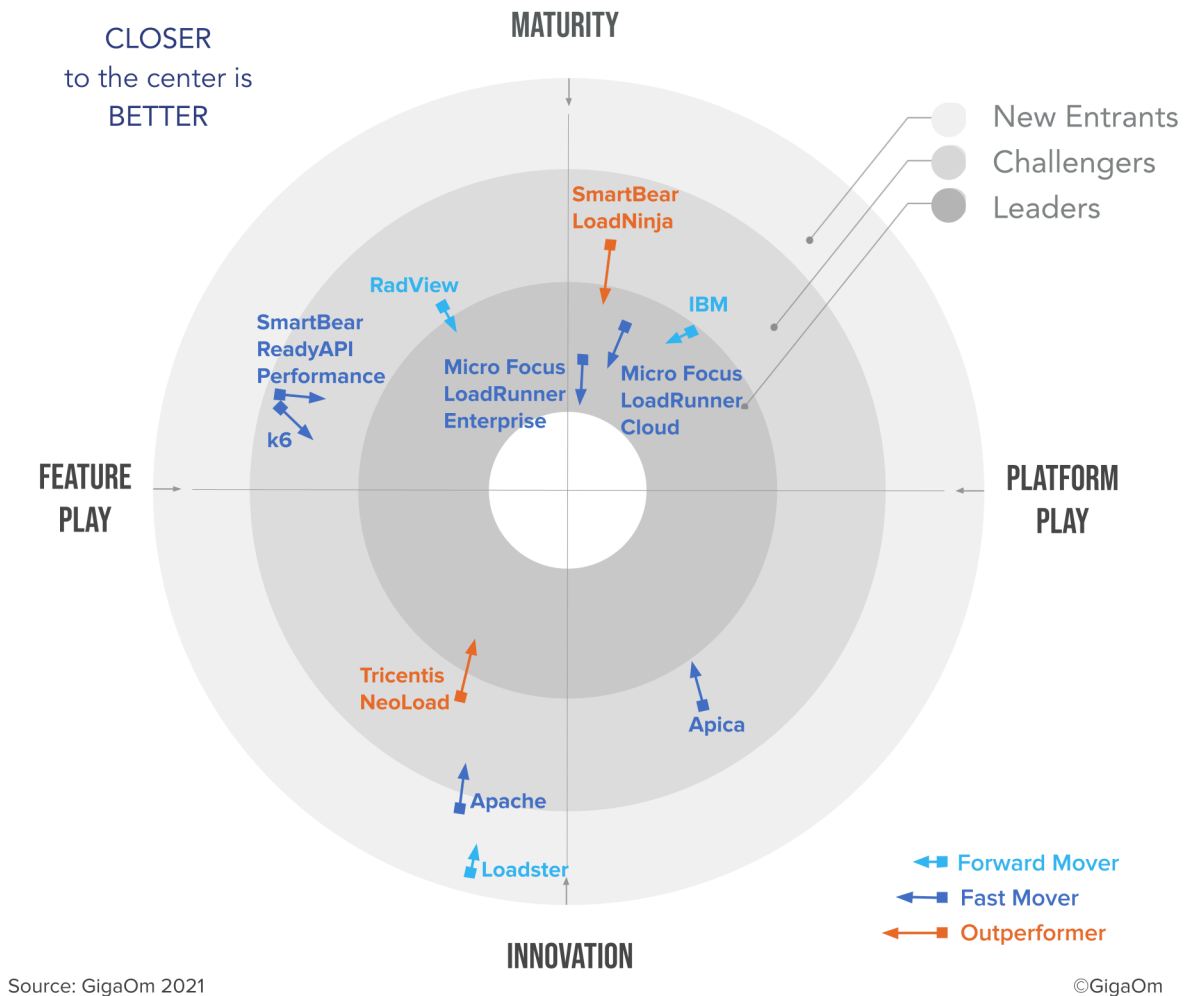 MATURITY
CLOSER
to the center is
BETTER
New Entrants
Challengers
Leaders
SmartBear
LoadNinja
RadView
IBM
SmartBear
ReadyAPI
Performance
k6
Micro Focus
LoadRunner
Enterprise
Micro Focus
LoadRunner
Cloud
FEATURE
PLAY
PLATFORM
PLAY
Tricentis
NeoLoad
Apica
Apache
Loadster
Forward Mover
Fast Mover
Outperformer
INNOVATION
Source: GigaOm 2021
©GigaOm